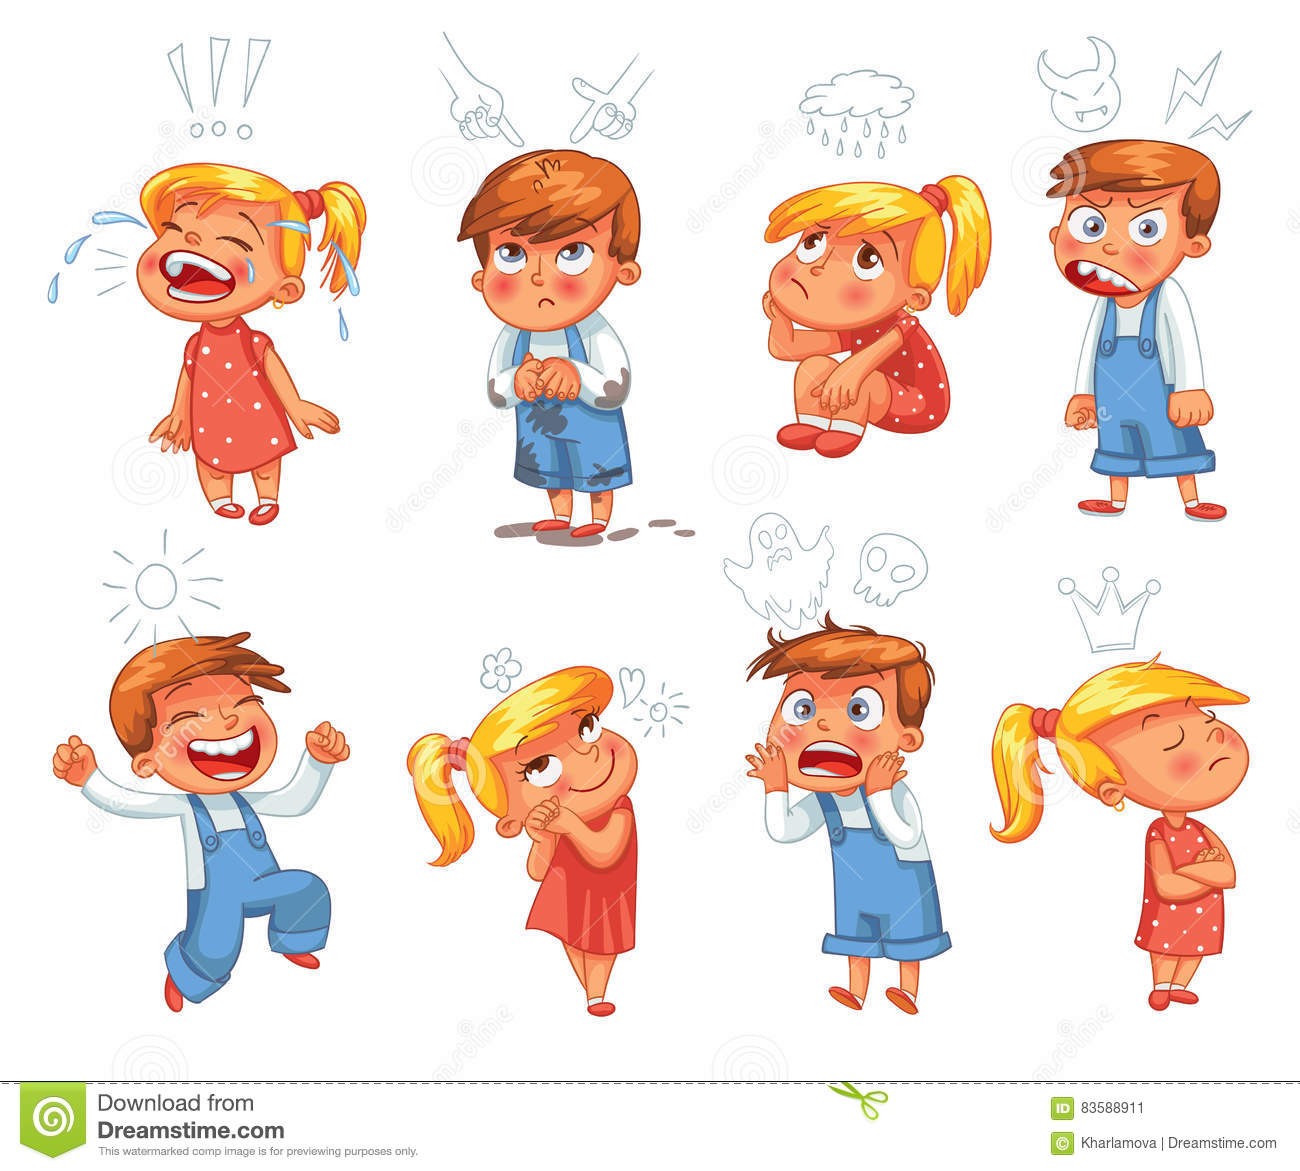 Download from
Dreamstime.com
This watermarked comp image is for previewing purposes only.
ID 83588911
© Kharlamova | Dreamstime.com